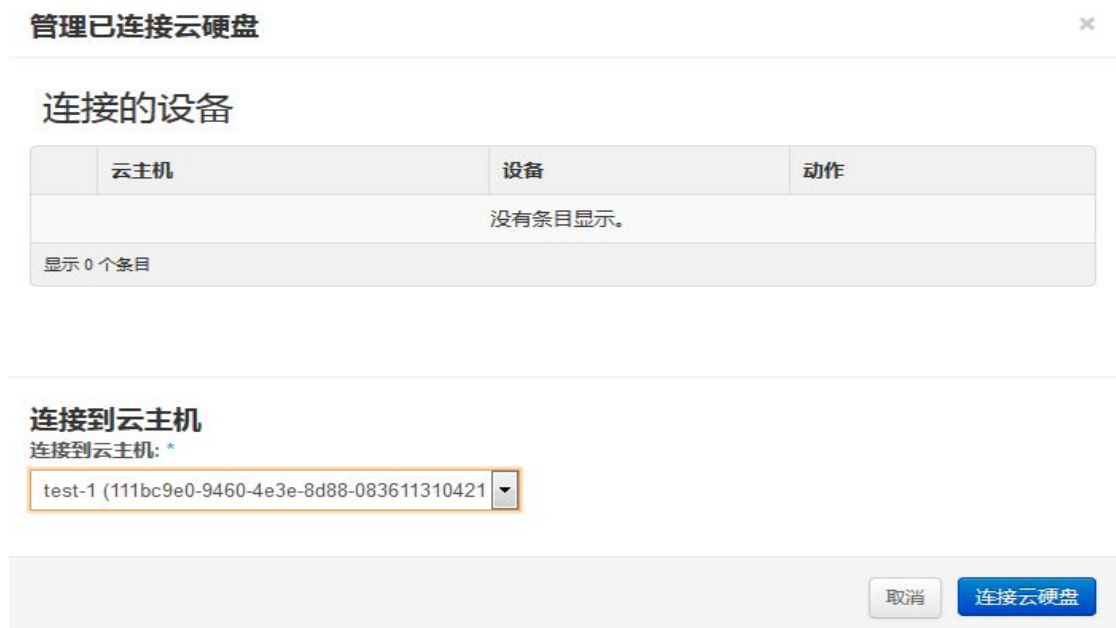 管理已连接云硬盘 ×
连接的设备
云主机 设备 动作
没有条目显示。
显示 0 个条目
连接到云主机
连接到云主机: *
test-1 (111bc9e0-9460-4e3e-8d88-083611310421
取消 连接云硬盘